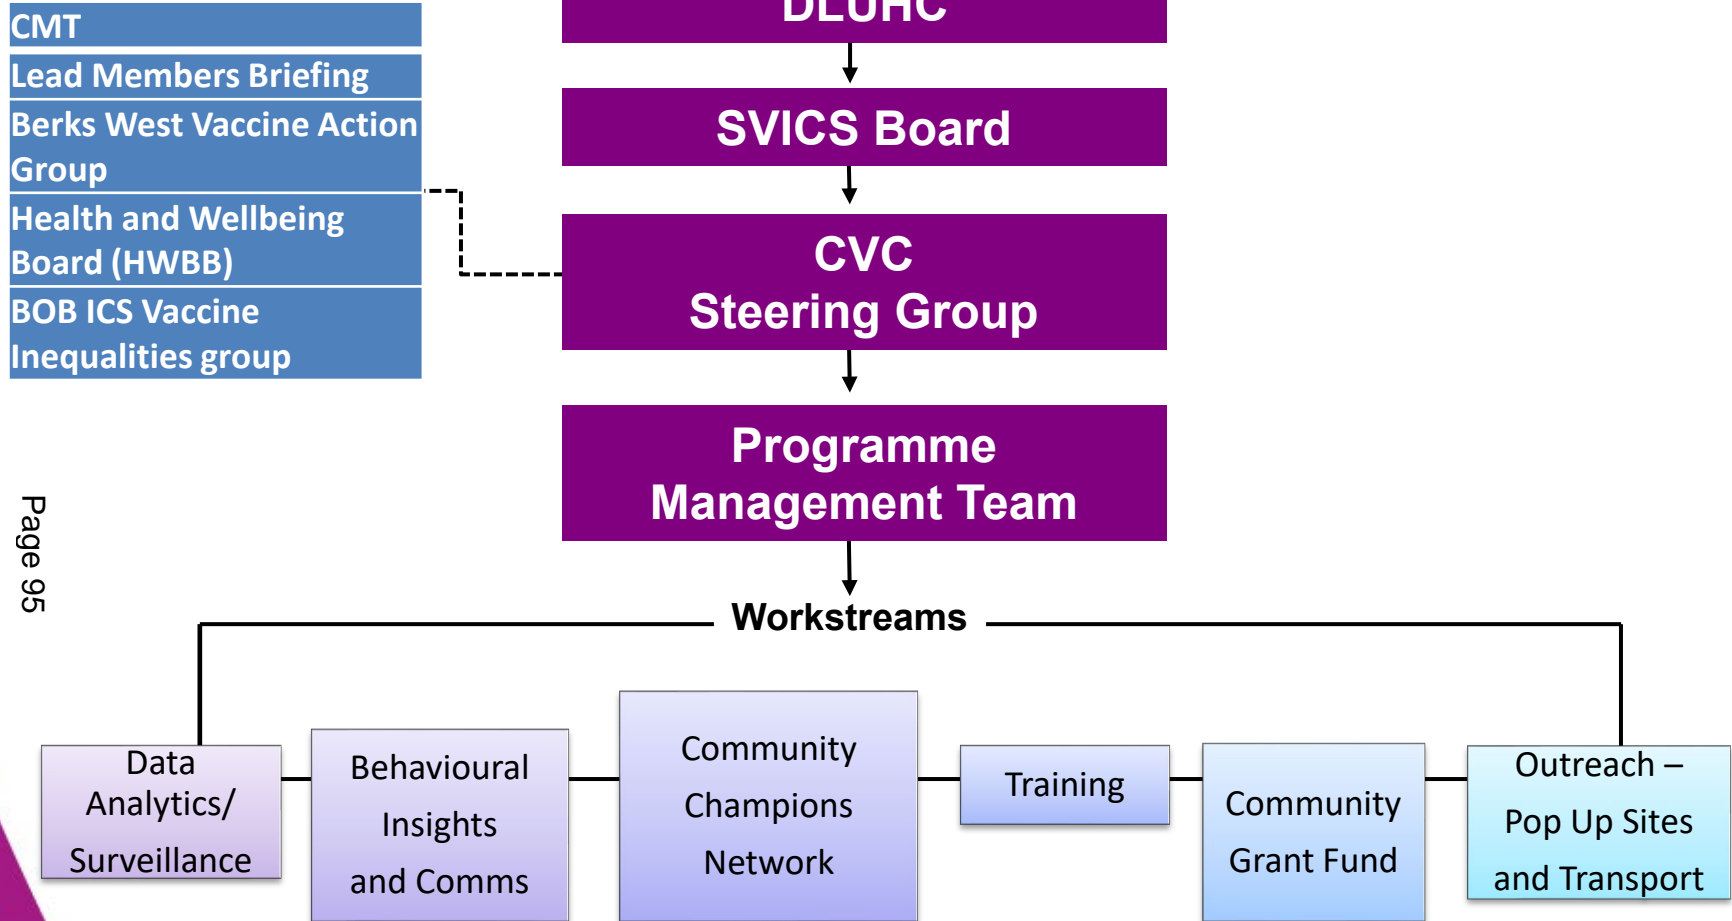 CMT
Lead Members Briefing
Berks West Vaccine Action
Group
Health and Wellbeing
Board (HWBB)
BOB ICS Vaccine
Inequalities group
DLUHC
SVICS Board
CVC
Steering Group
Programme
Management Team
Workstreams
Data
Analytics/
Surveillance
Behavioural
Insights
and Comms
Community
Champions
Network
Training
Community
Grant Fund
Outreach –
Pop Up Sites
and Transport
Page 95